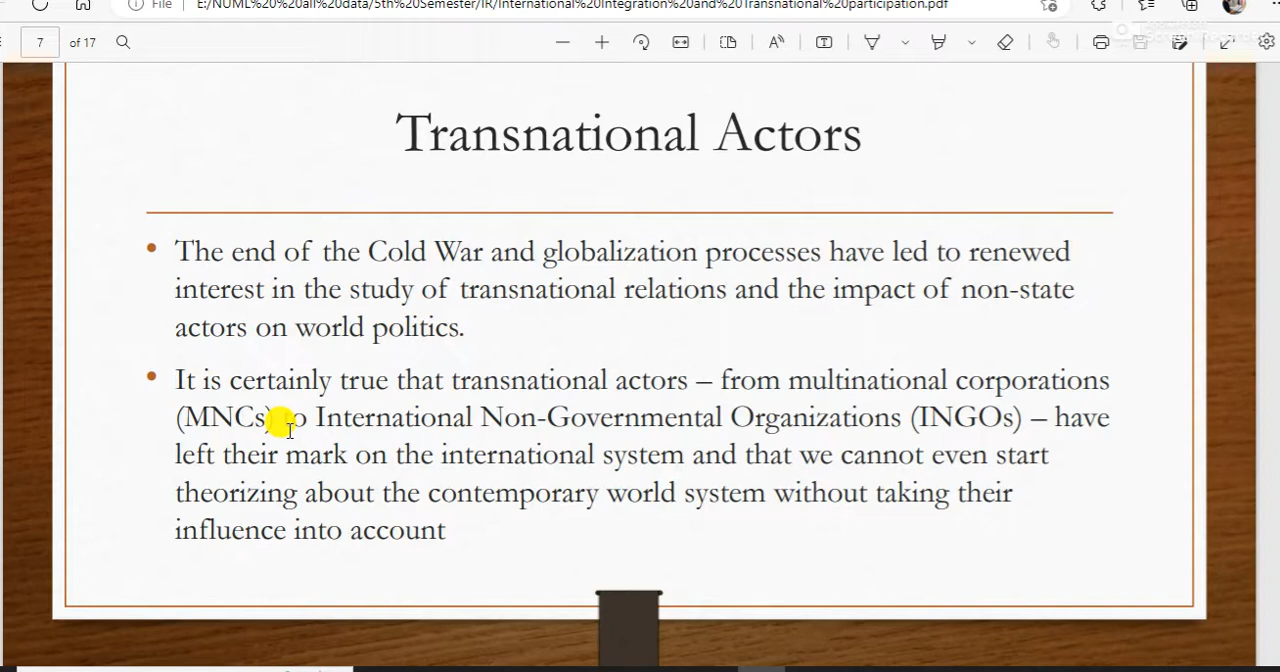 File E:/NUML%20%20all%20data/5th%20Semester/IR/International%20Integration%20and%20Transnational%20participation.pdf
7 of 17
Transnational Actors
• The end of the Cold War and globalization processes have led to renewed
interest in the study of transnational relations and the impact of non-state
actors on world politics.
• It is certainly true that transnational actors – from multinational corporations
(MNCs) to International Non-Governmental Organizations (INGOs) – have
left their mark on the international system and that we cannot even start
theorizing about the contemporary world system without taking their
influence into account